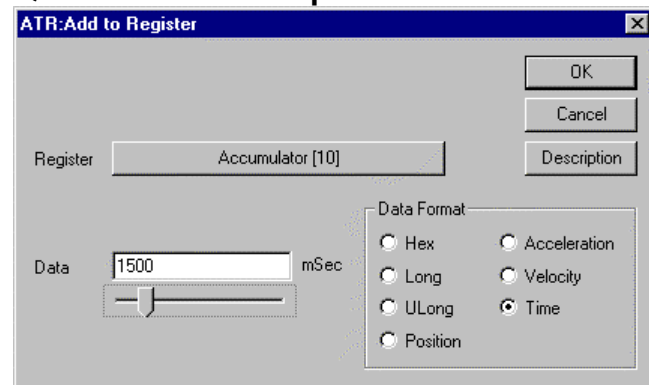 ATR:Add to Register
OK
Cancel
Register Accumulator [10] Description
Data Format
Hex Acceleration
Data 1500 mSec Long Velocity
ULong Time
Position